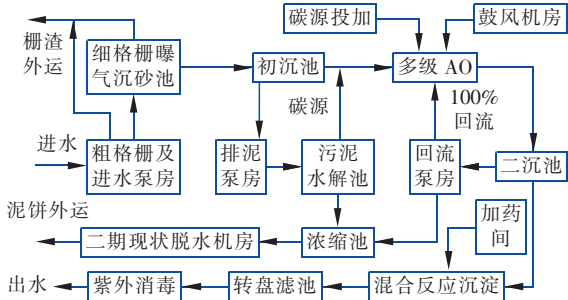 碳源投加
鼓风机房
栅渣
外运
细格栅曝
气沉砂池
初沉池
多级 AO
碳源
100%
回流
进水
粗格栅及
进水泵房
排泥
泵房
污泥
水解池
回流
泵房
二沉池
泥饼外运
二期现状脱水机房
浓缩池
加药
间
出水
紫外消毒
转盘滤池
混合反应沉淀